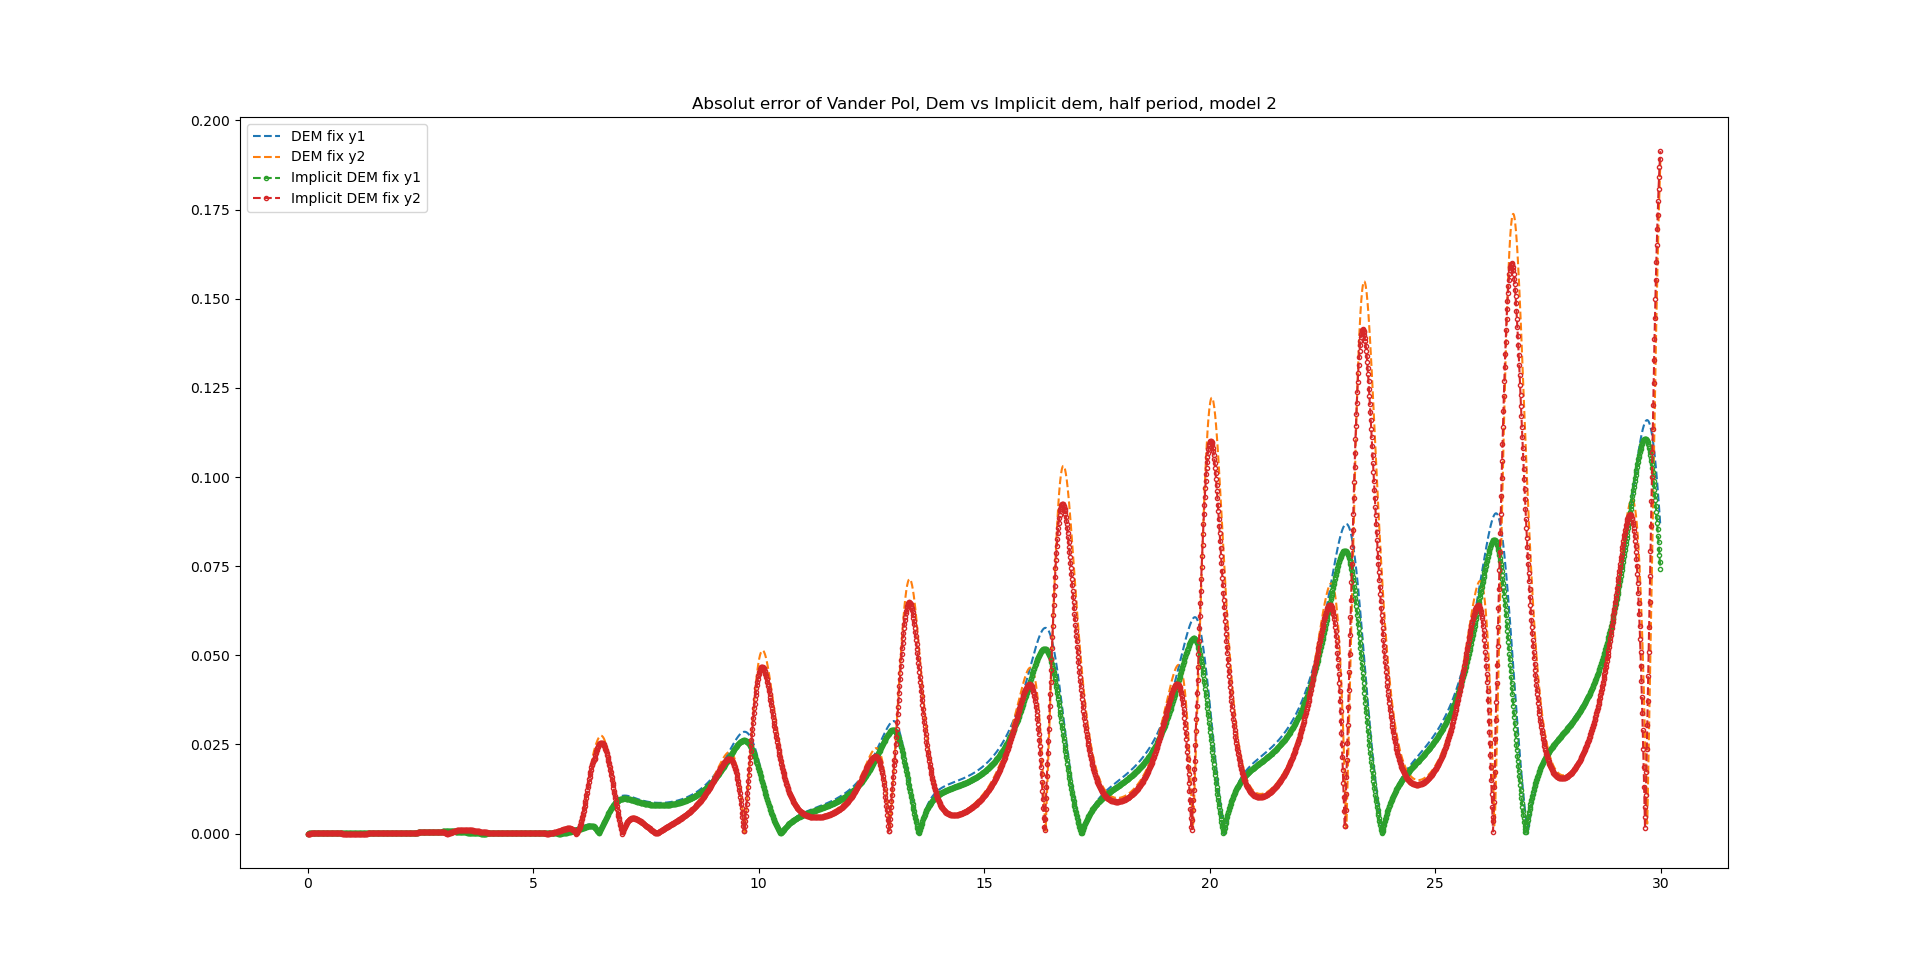 Absolut error of Vander Pol, Dem vs Implicit dem, half period, model 2
DEM fix y1
DEM fix y2
Implicit DEM fix y1
Implicit DEM fix y2
0.200
0.175
0.150
0.125
0.100
0.075
0.050
0.025
0.000
0 5 10 15 20 25 30